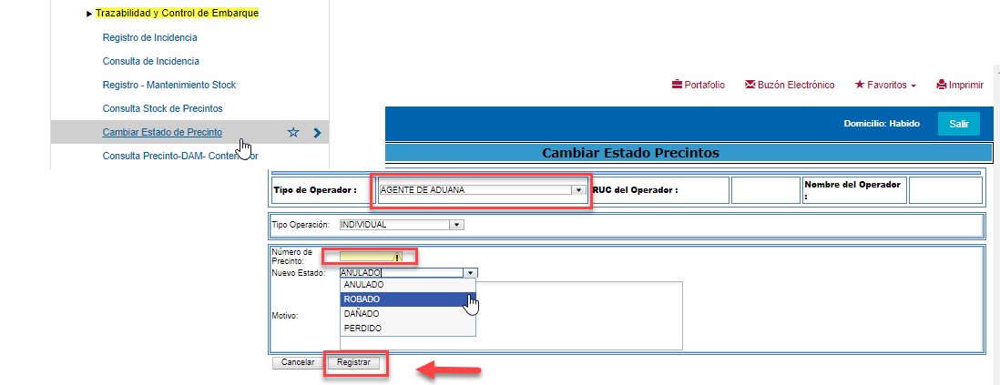 Trazabilidad y Control de Embarque
Registro de Incidencia
Consulta de Incidencia
Registro - Mantenimiento Stock
Consulta Stock de Precintos
Cambiar Estado de Precinto
Consulta Precinto-DAM-
Portafolio Buzón Electrónico Favoritos Imprimir
Domicilio: Habido Salir
Cambiar Estado Precintos
Tipo de Operador : AGENTE DE ADUANA RUC del Operador : Nombre del Operador
:
Tipo Operación: INDIVIDUAL
Número de
Precinto:
Nuevo Estado: ANULADO
ANULADO
ROBADO
DAÑADO
PERDIDO
Motivo:
Cancelar Registrar